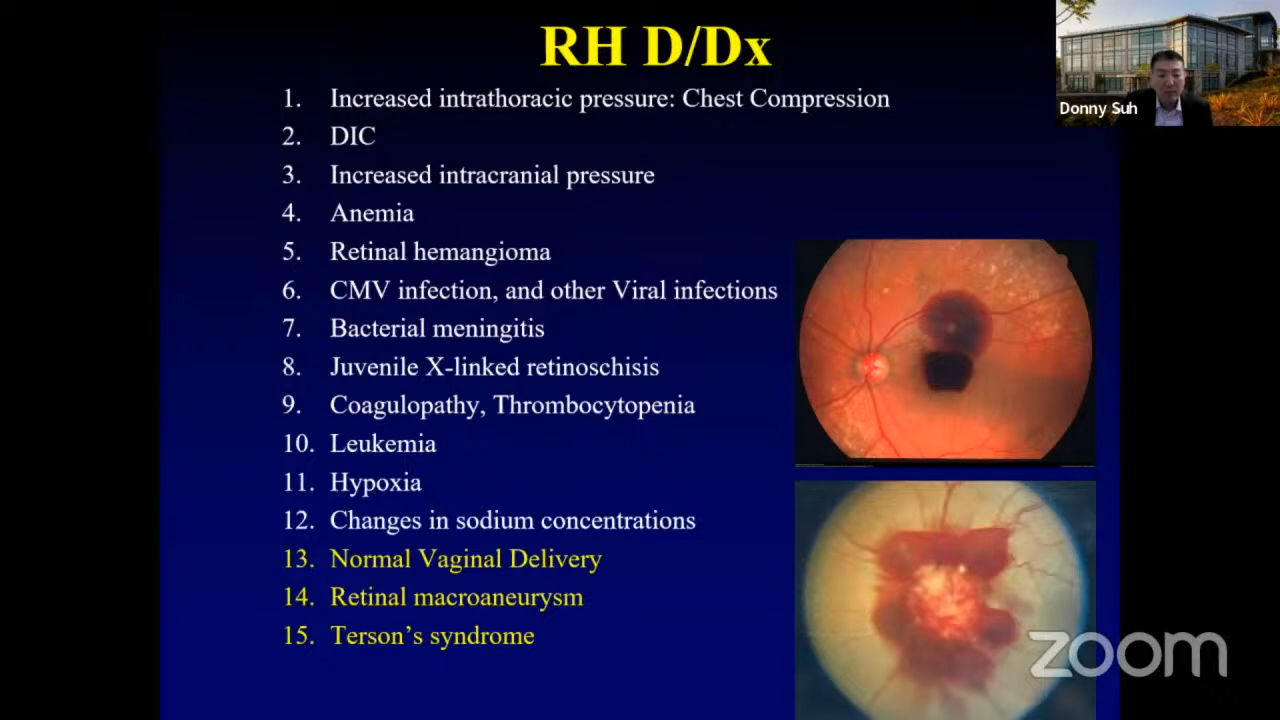 RH D/Dx
Donny Suh
1. Increased intrathoracic pressure: Chest Compression
2. DIC
3. Increased intracranial pressure
4. Anemia
5. Retinal hemangioma
6. CMV infection, and other Viral infections
7. Bacterial meningitis
8. Juvenile X-linked retinoschisis
9. Coagulopathy, Thrombocytopenia
10. Leukemia
11. Hypoxia
12. Changes in sodium concentrations
13. Normal Vaginal Delivery
14. Retinal macroaneurysm
15. Terson’s syndrome
zoom